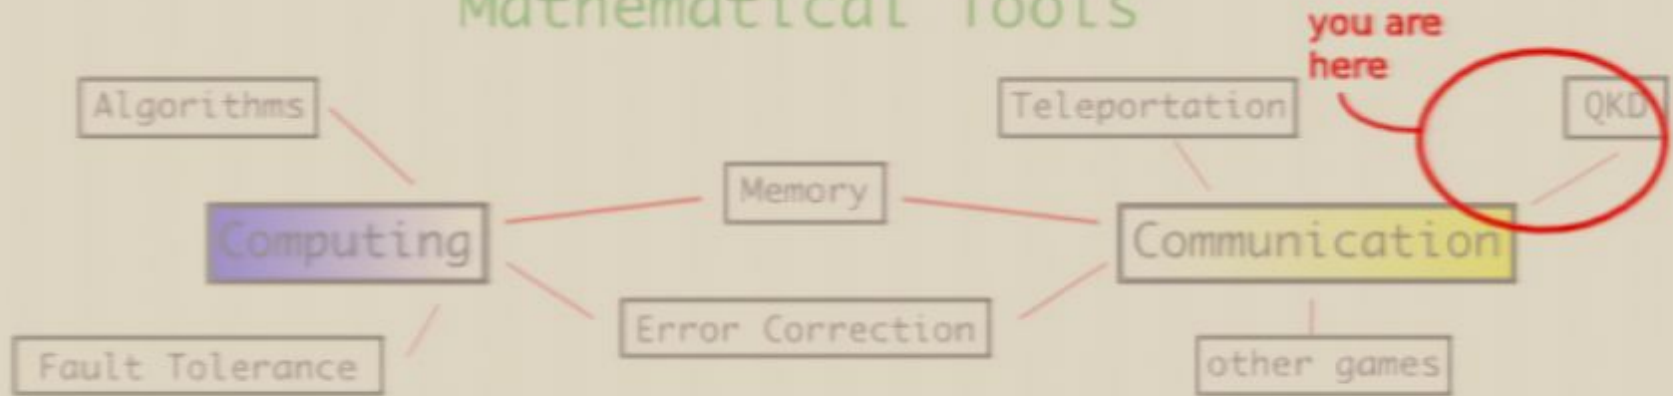 Mathematical Tools
you are
here
Algorithms
Teleportation
QKD
Memory
Computing
Communication
Error Correction
Fault Tolerance
other games